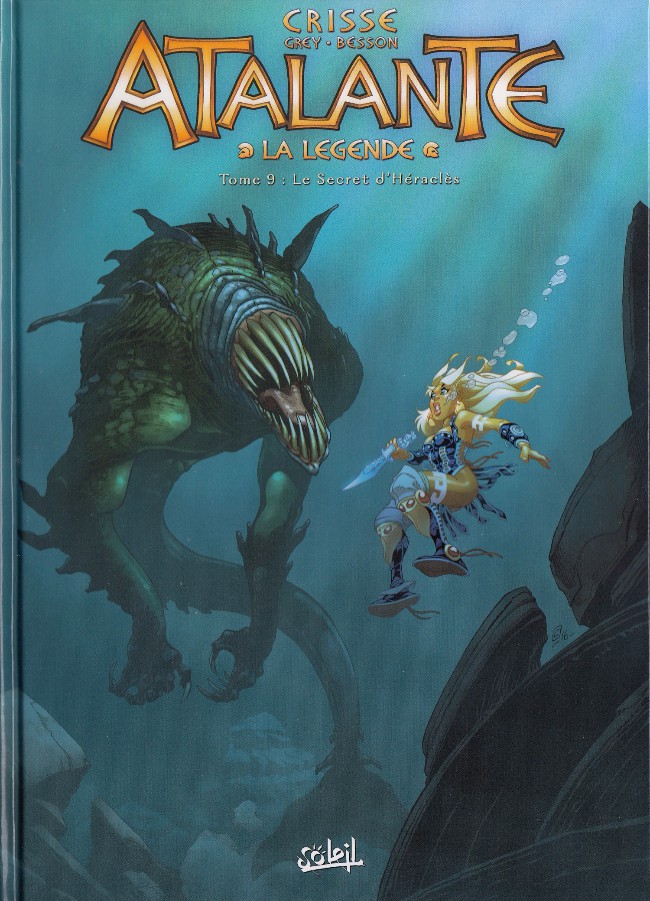 CRISSE
GREY • BESSON
ATALANTE
LA LEGENDE
Tome 9 : Le Secret d'Héraclès
SOLEIL